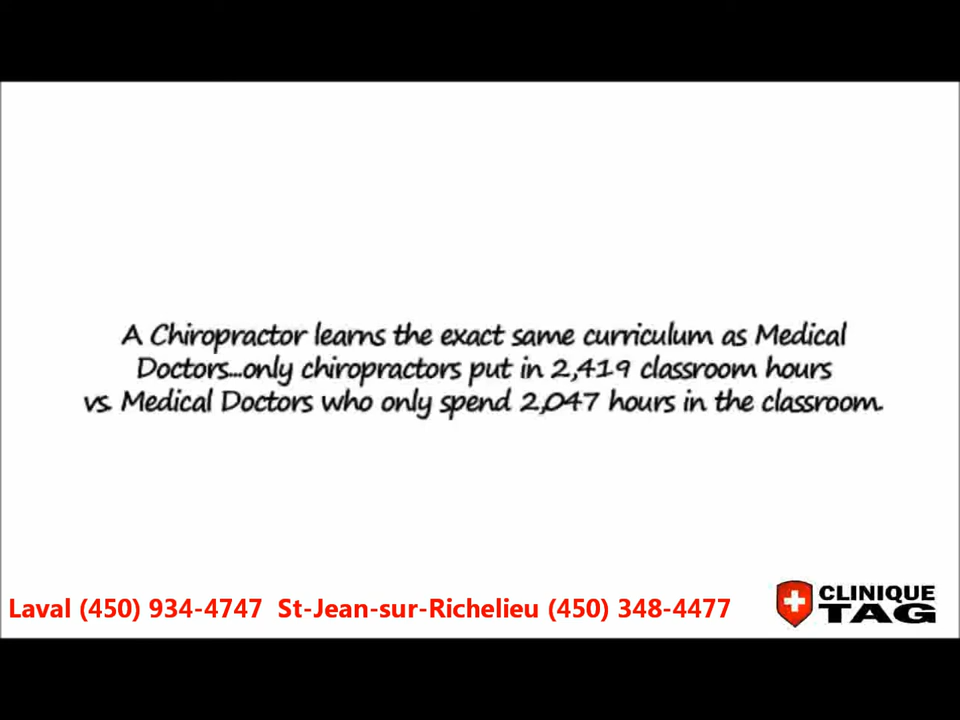 A Chiropractor learns the exact same curriculum as Medical
Doctors...only chiropractors put in 2,419 classroom hours
vs. Medical Doctors who only spend 2,047 hours in the classroom.
Laval (450) 934-4747  St-Jean-sur-Richelieu (450) 348-4477
CLINIQUE
TAG